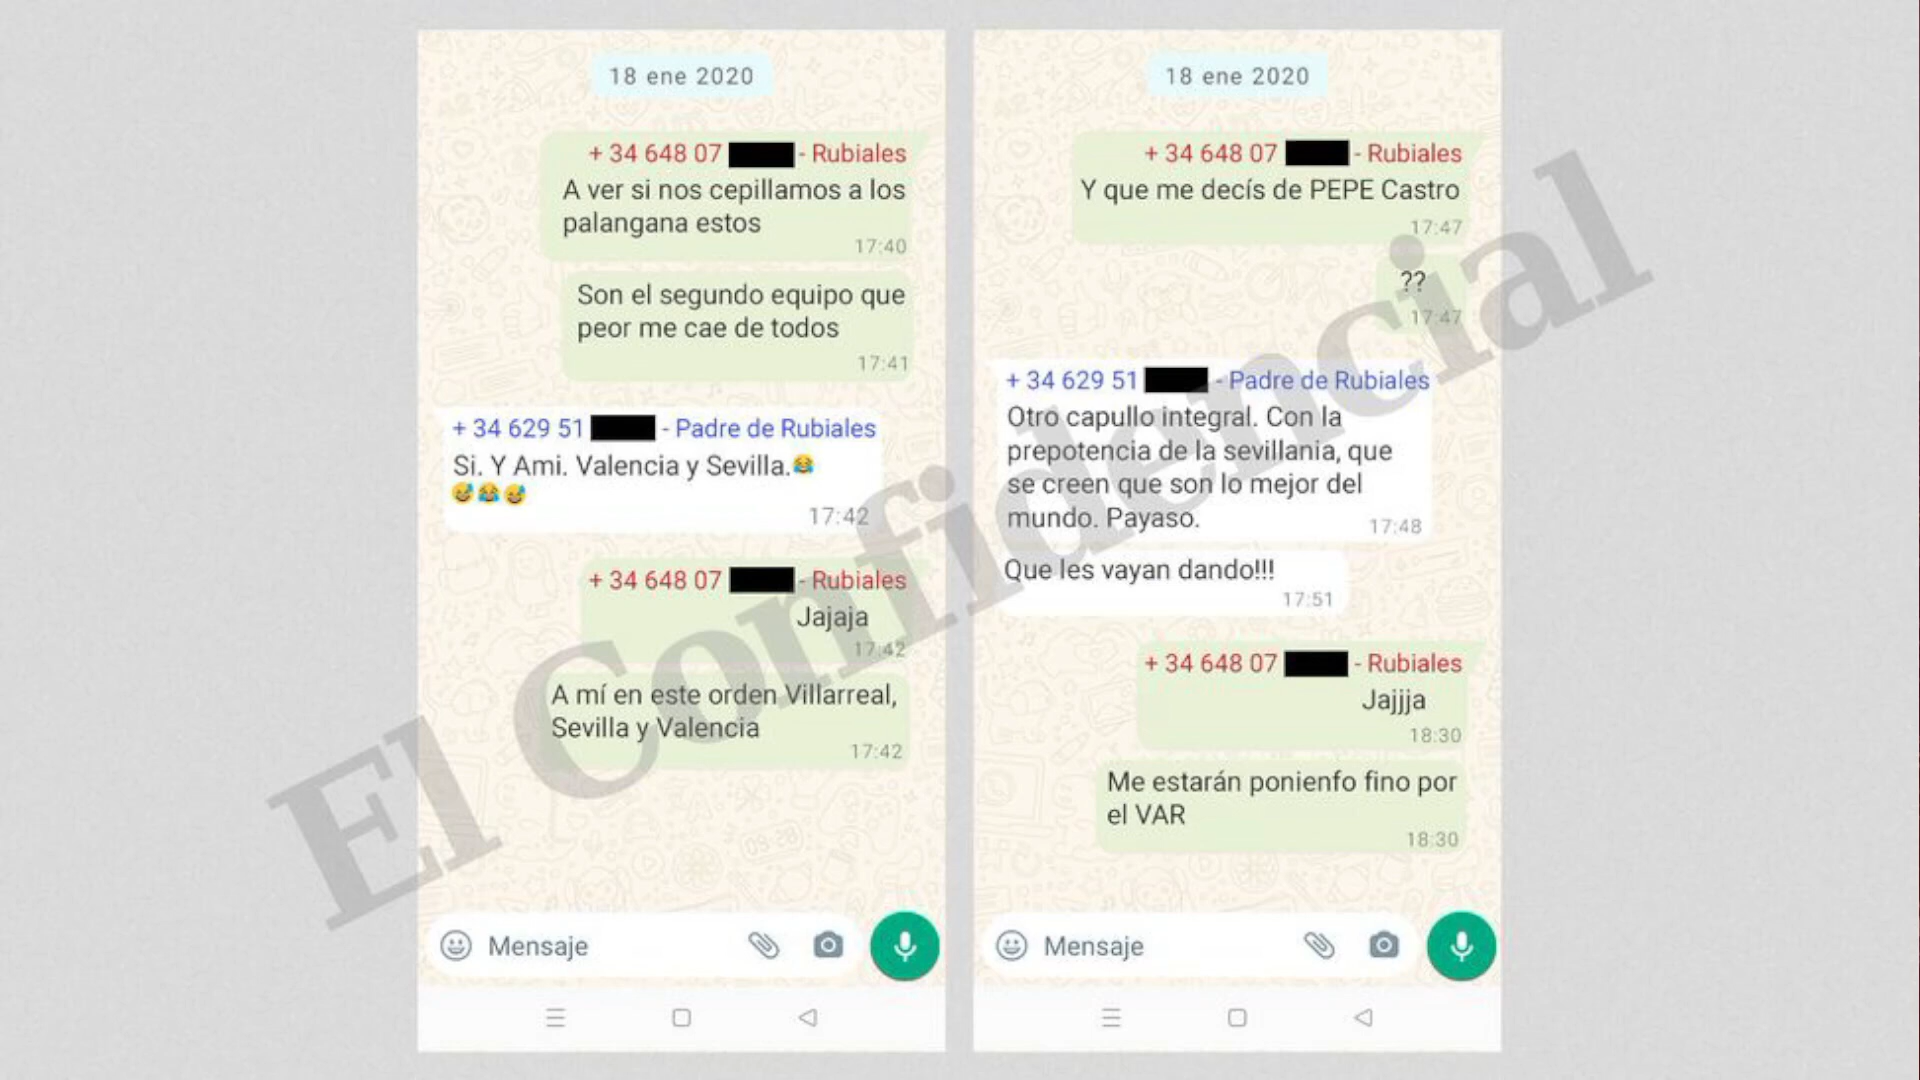 18 ene 2020
+ 34 648 07 - Rubiales
A ver si nos cepillamos a los
palangana estos
17:40
Son el segundo equipo que
peor me cae de todos
17:41
+ 34 629 51 - Padre de Rubiales
Si. Y Ami. Valencia y Sevilla.😂
😅😂😅
17:42
+ 34 648 07 - Rubiales
Jajaja
17:42
A mí en este orden Villarreal,
Sevilla y Valencia
17:42
Mensaje
18 ene 2020
+ 34 648 07 - Rubiales
Y que me decís de PEPE Castro
17:47
??
17:47
+ 34 629 51 - Padre de Rubiales
Otro capullo integral. Con la
prepotencia de la sevillania, que
se creen que son lo mejor del
mundo. Payaso.
17:48
Que les vayan dando!!!
17:51
+ 34 648 07 - Rubiales
Jajjja
18:30
Me estarán ponienfo fino por
el VAR
18:30
Mensaje
El Confidencial